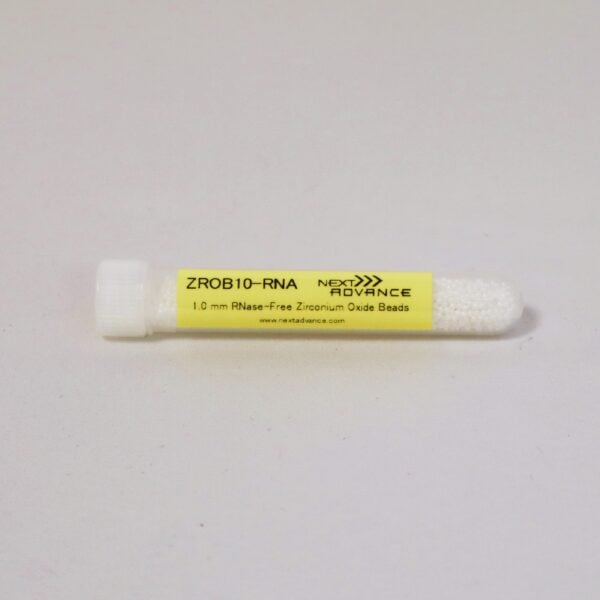 ZROB10-RNA NEXT ADVANCE
1.0 mm RNase-Free Zirconium Oxide Beads
www.nextadvance.com